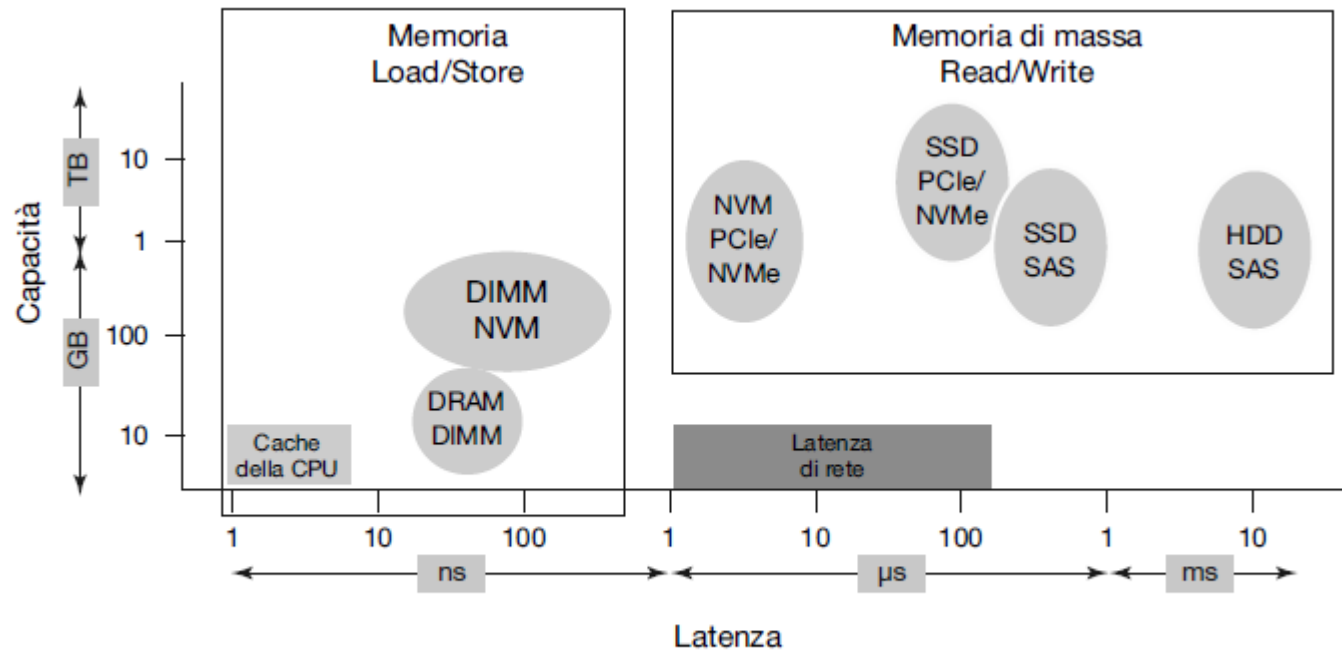 Memoria
Load/Store
Memoria di massa
Read/Write
Capacità
TB
GB
10
1
100
10
NVM
PCIe/
NVMe
SSD
PCIe/
NVMe
SSD
SAS
HDD
SAS
DIMM
NVM
DRAM
DIMM
Cache
della CPU
Latenza
di rete
1
10
100
1
10
100
1
10
ns
µs
ms
Latenza